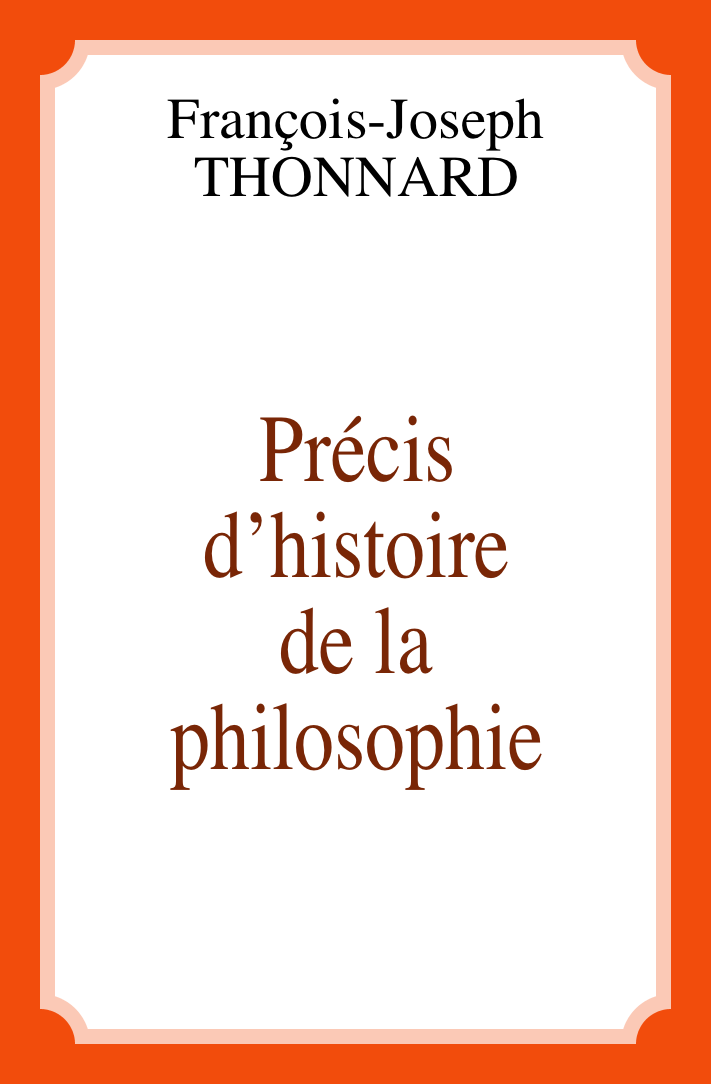 François-Joseph
THONNARD
Précis
d’histoire
de la
philosophie